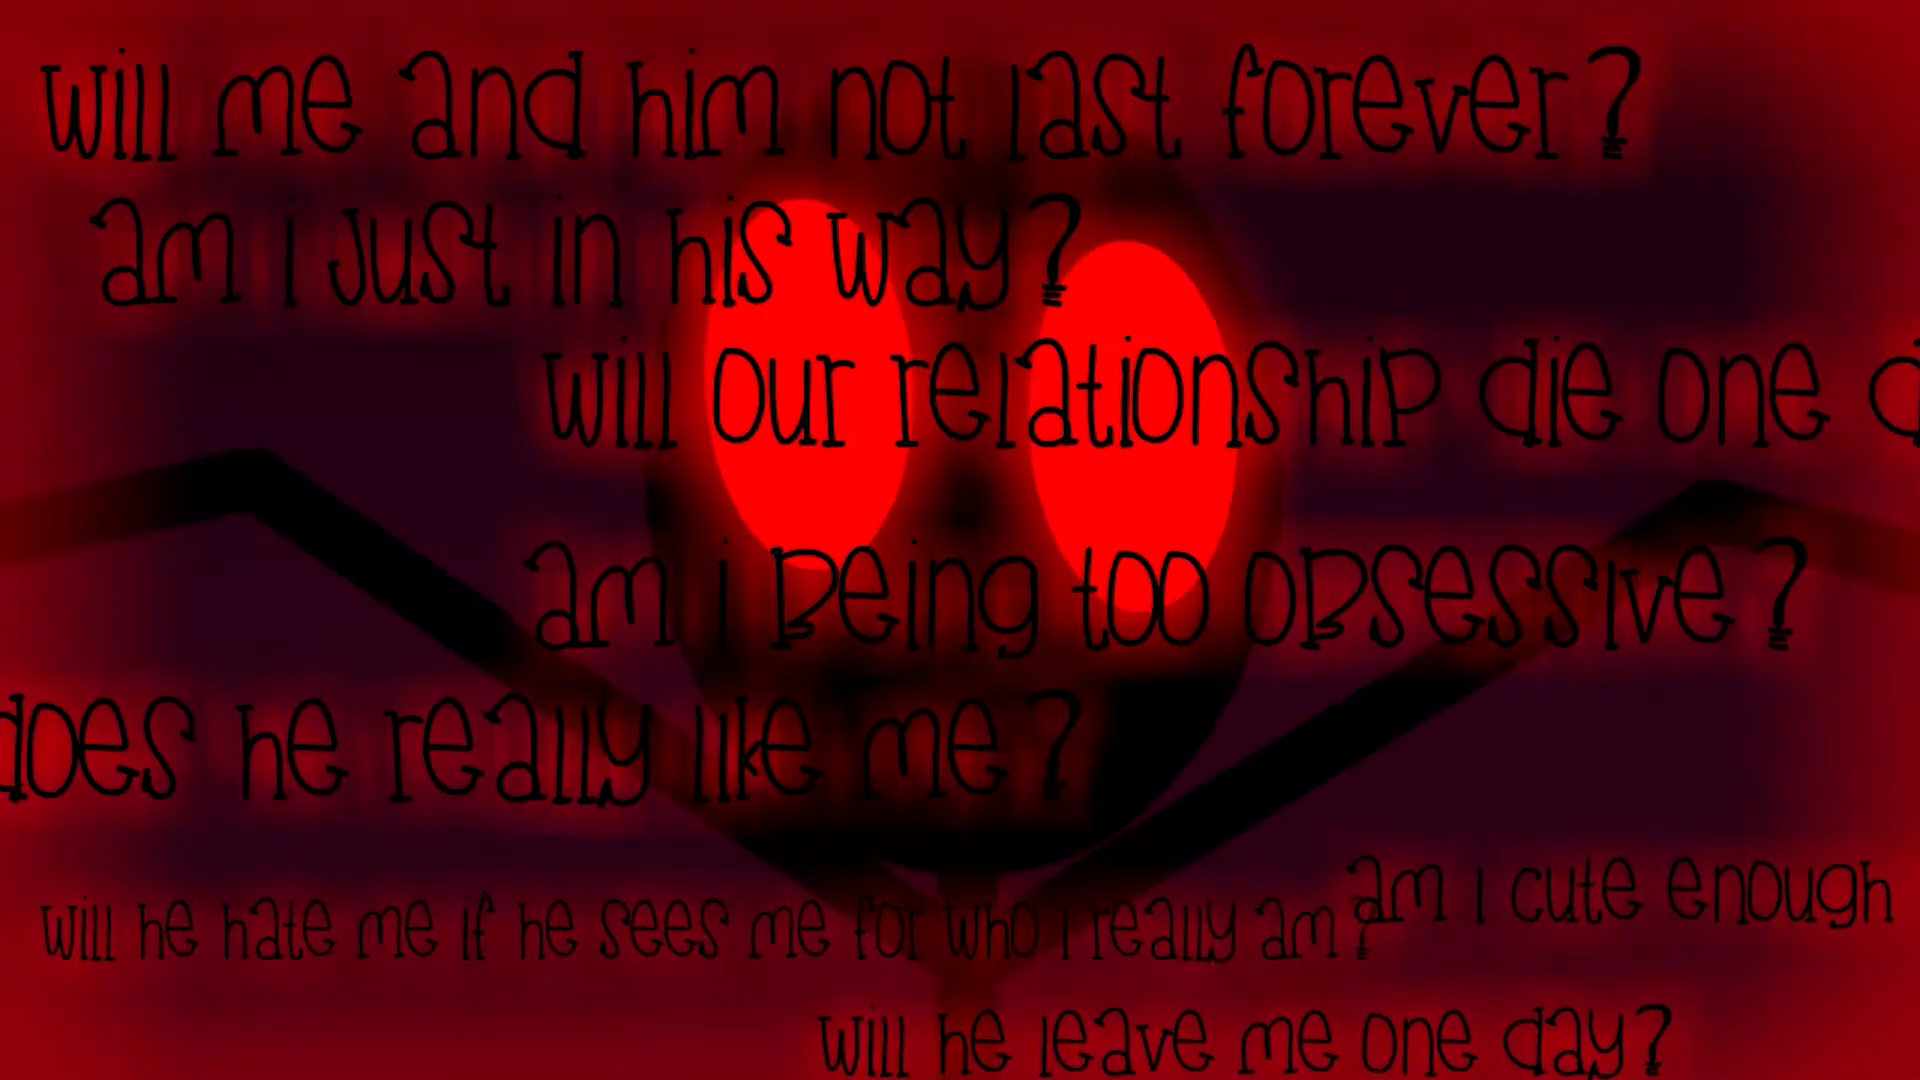 will me and him not last forever?
am i just in his way?
will our relationship die one d
am i Being too oBsessive?
does he really like me?
am i cute enough
will he hate me if he sees me for who i really am?
will he leave me one day?